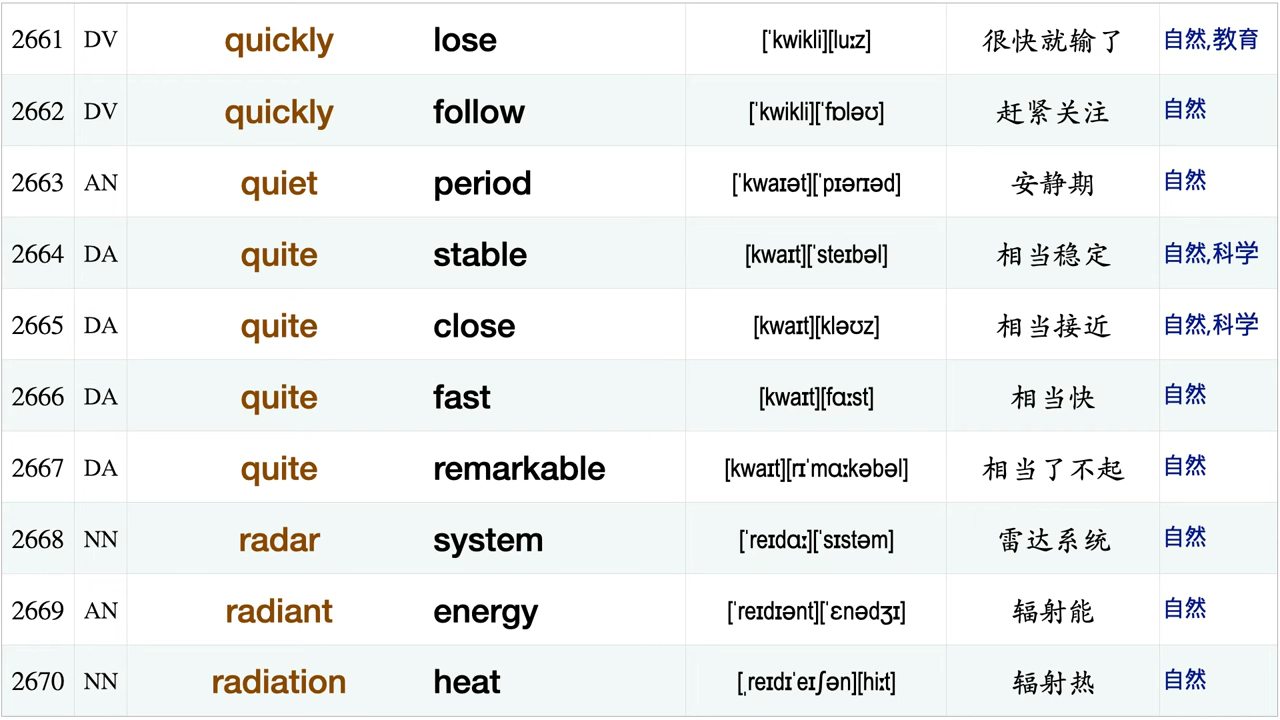 2661 DV quickly lose [ˈkwikli][luːz] 很快就输了 自然,教育
2662 DV quickly follow [ˈkwikli][ˈfɒləʊ] 赶紧关注 自然
2663 AN quiet period [ˈkwaɪət][ˈpɪərɪəd] 安静期 自然
2664 DA quite stable [kwaɪt][ˈsteɪbəl] 相当稳定 自然,科学
2665 DA quite close [kwaɪt][kləʊz] 相当接近 自然,科学
2666 DA quite fast [kwaɪt][fɑːst] 相当快 自然
2667 DA quite remarkable [kwaɪt][rɪˈmɑːkəbəl] 相当了不起 自然
2668 NN radar system [ˈreɪdɑː][ˈsɪstəm] 雷达系统 自然
2669 AN radiant energy [ˈreɪdɪənt][ˈɛnədʒɪ] 辐射能 自然
2670 NN radiation heat [ˌreɪdɪˈeɪʃən][hiːt] 辐射热 自然